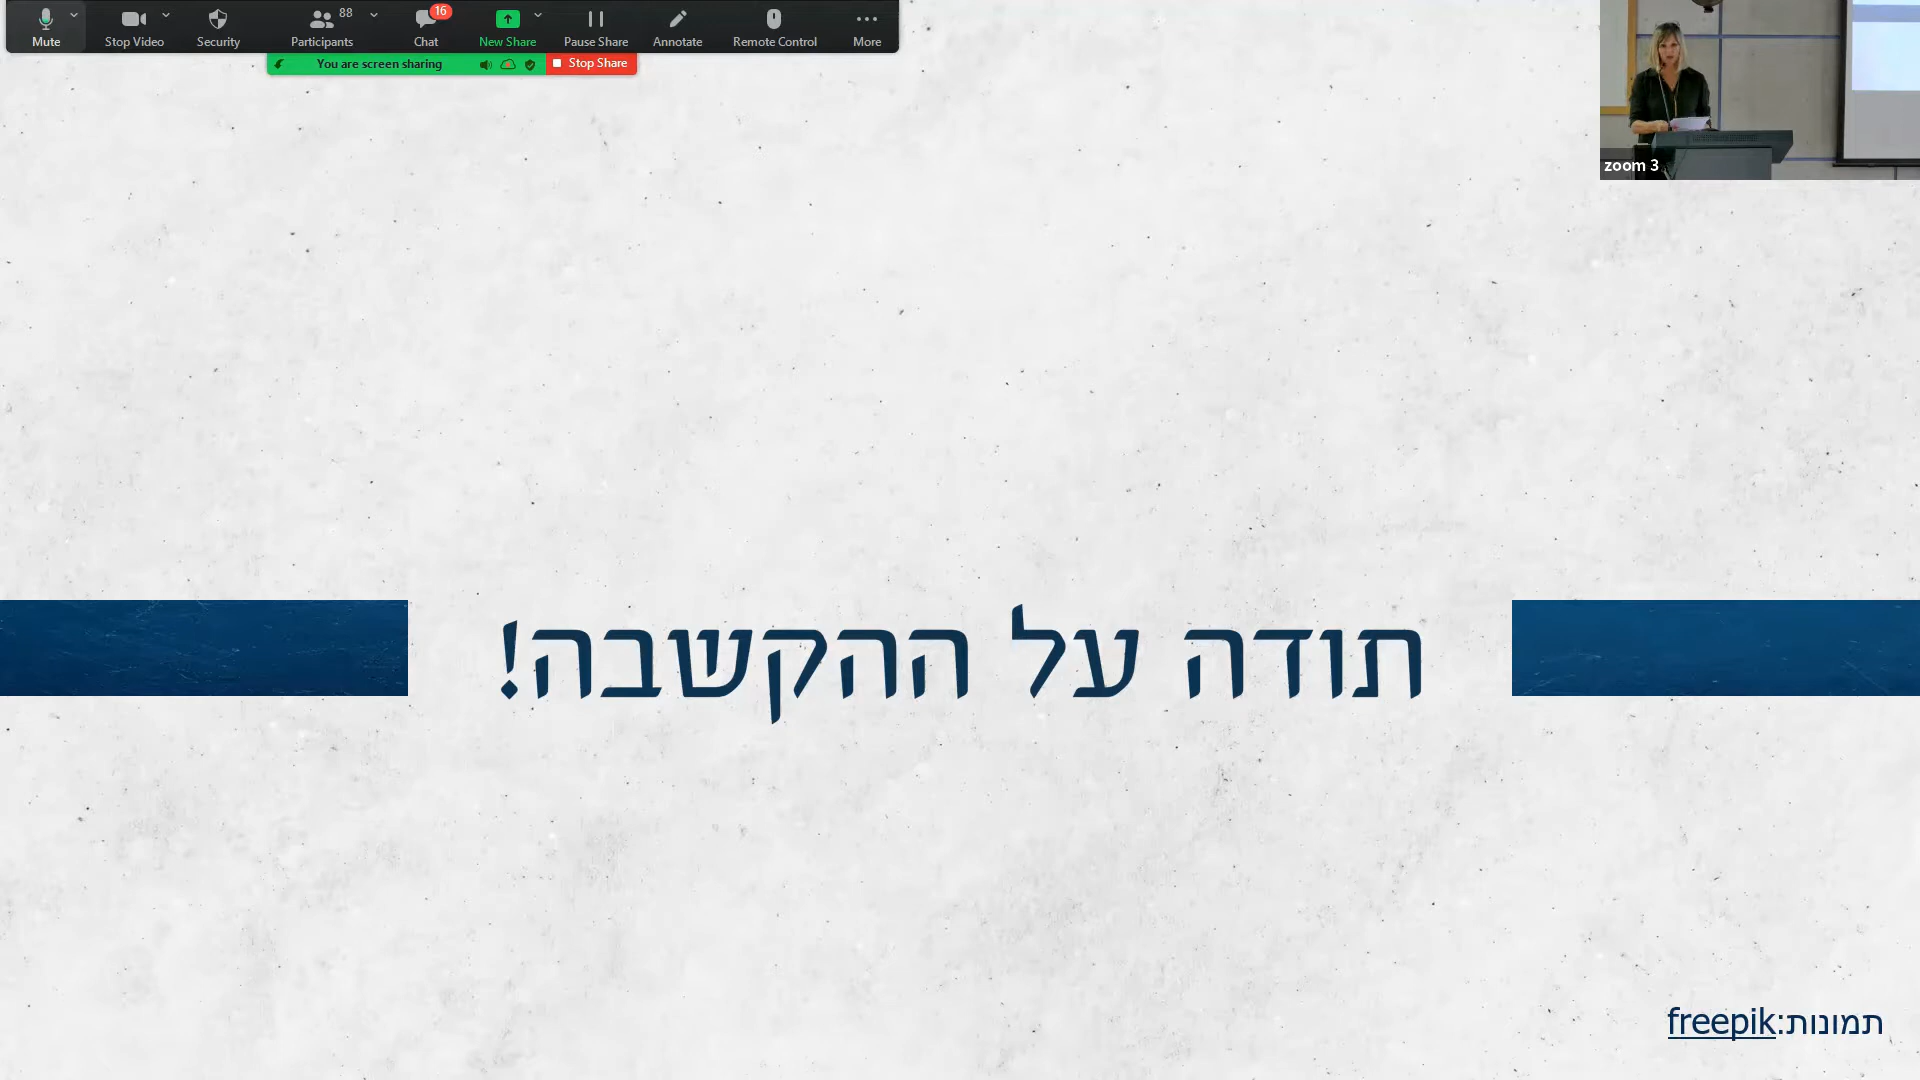 Mute
Stop Video
Security
Participants 88
Chat 16
New Share
Pause Share
Annotate
Remote Control
More
You are screen sharing
Stop Share
zoom 3
תודה על ההקשבה!
תמונות:freepik